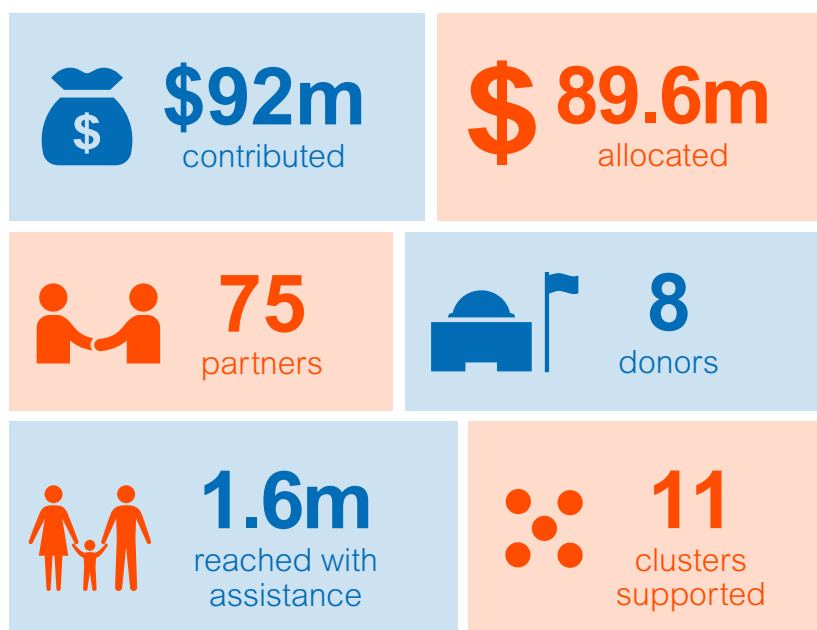 $
$92m
contributed
$ 89.6m
allocated
75
partners
8
donors
1.6m
reached with
assistance
11
clusters
supported